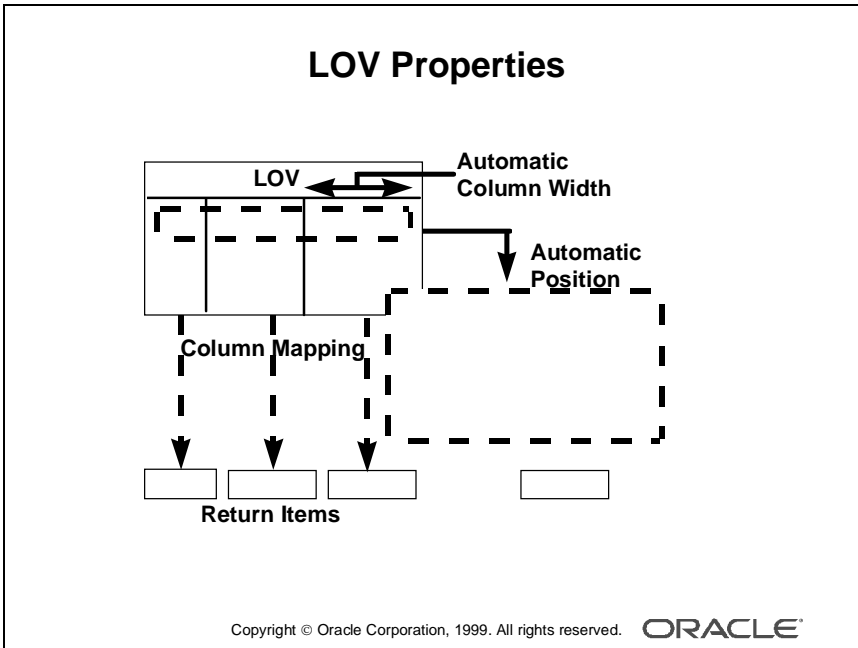 LOV Properties
LOV
Automatic
Column Width
Automatic
Position
Column Mapping
Return Items
Copyright © Oracle Corporation, 1999. All rights reserved. ORACLE®